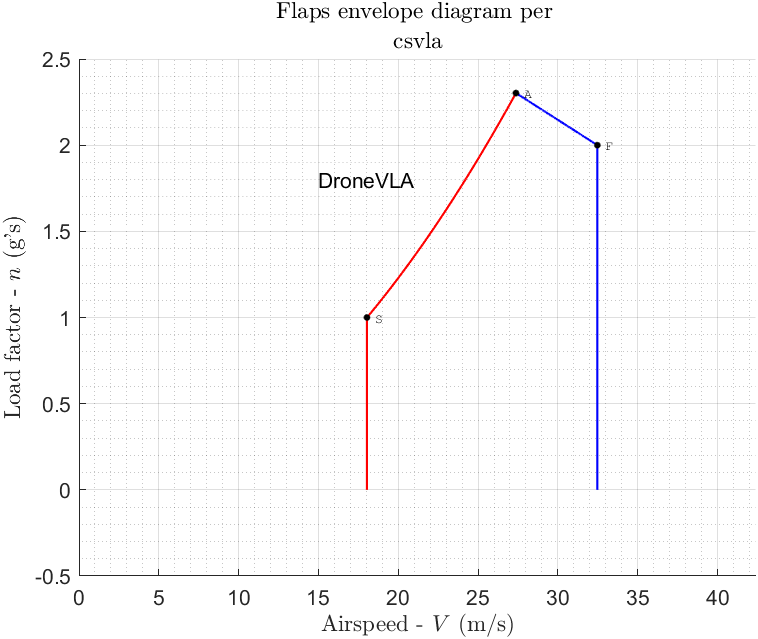 Flaps envelope diagram per
csvla
2.5
2
1.5
1
0.5
0
-0.5
Load factor - n (g's)
A
F
DroneVLA
S
0 5 10 15 20 25 30 35 40
Airspeed - V (m/s)